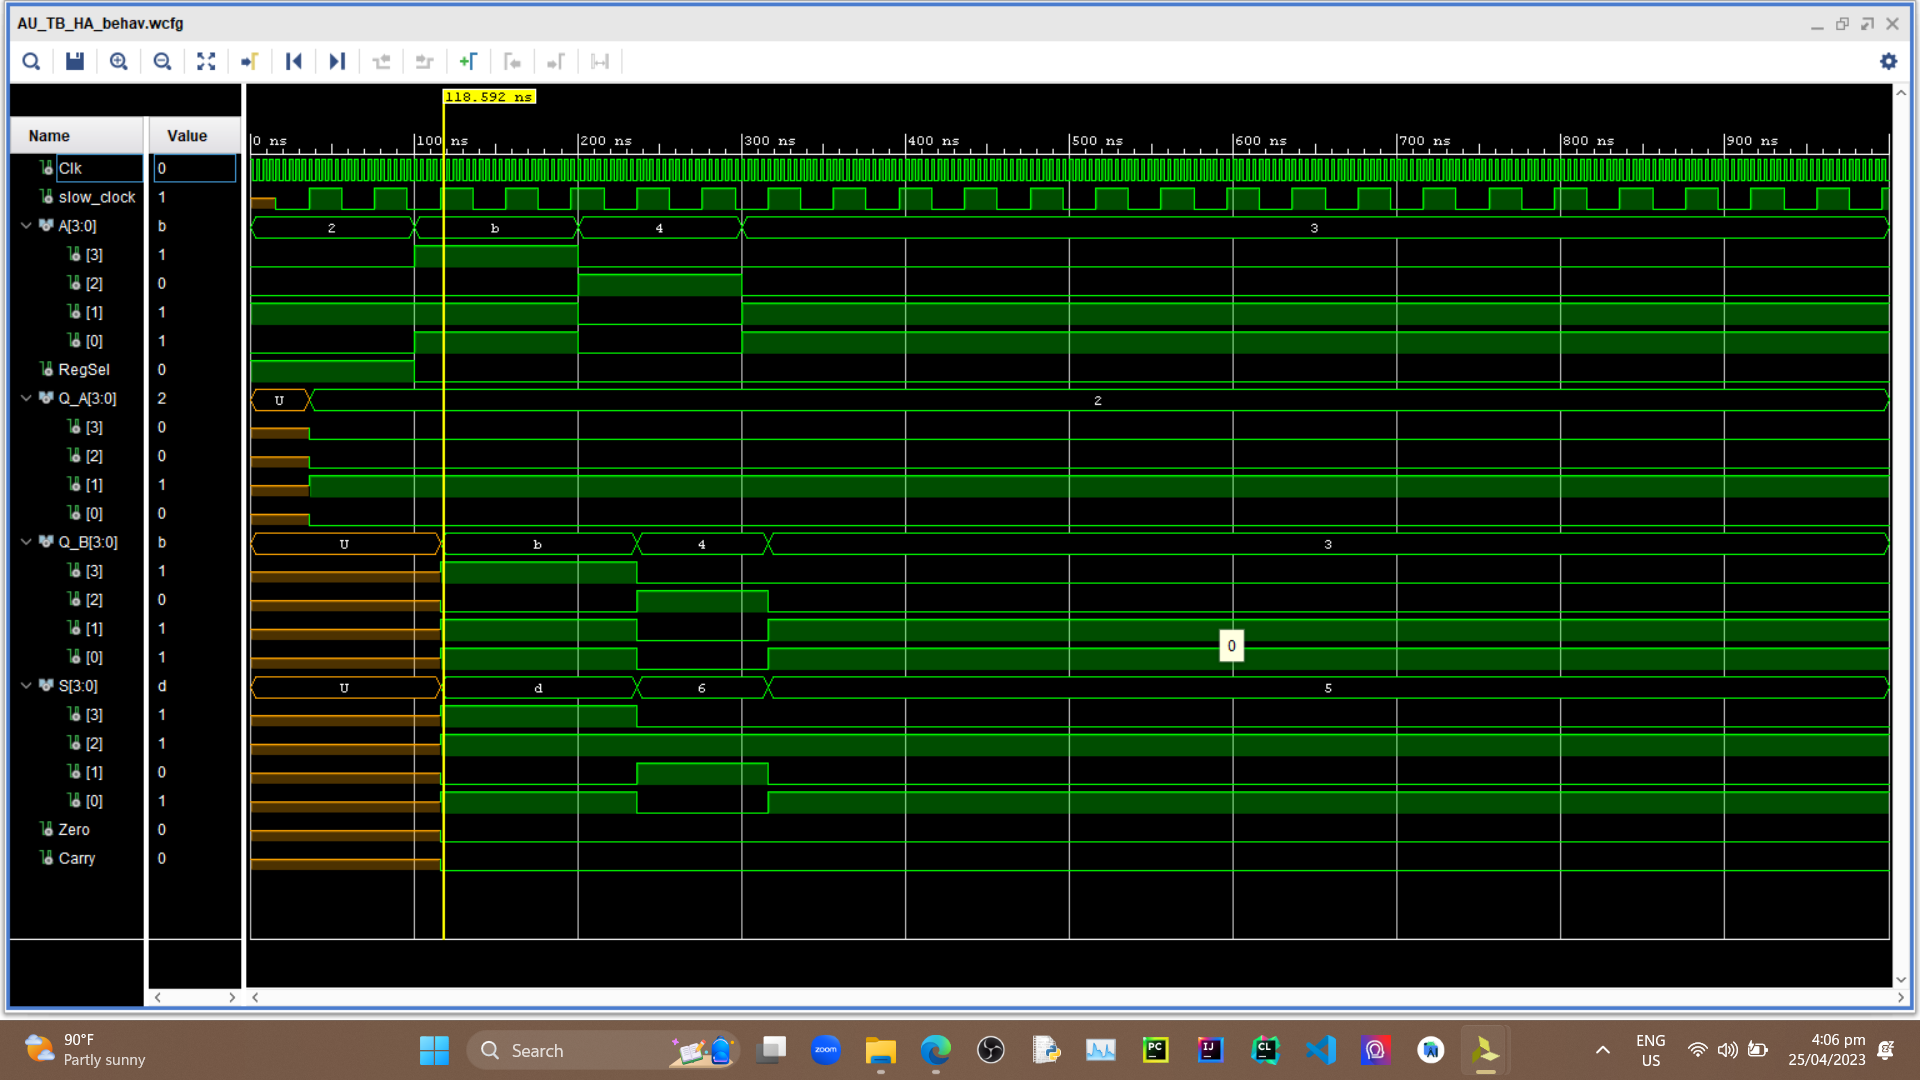 AU_TB_HA_behav.wcfg
118.592 ns
Name Value
0 ns 100 ns 200 ns 300 ns 400 ns 500 ns 600 ns 700 ns 800 ns 900 ns
Clk 0
slow_clock 1
A[3:0] b 2 b 4 3
[3] 1
[2] 0
[1] 1
[0] 1
RegSel 0
Q_A[3:0] 2 U 2
[3] 0
[2] 0
[1] 1
[0] 0
Q_B[3:0] b U b 4 3
[3] 1
[2] 0
[1] 1
[0] 1
0
S[3:0] d U d 6 5
[3] 1
[2] 1
[1] 0
[0] 1
Zero 0
Carry 0
90°F
Partly sunny
Search
zoom
PC
IJ
CL
ENG
US
4:06 pm
25/04/2023